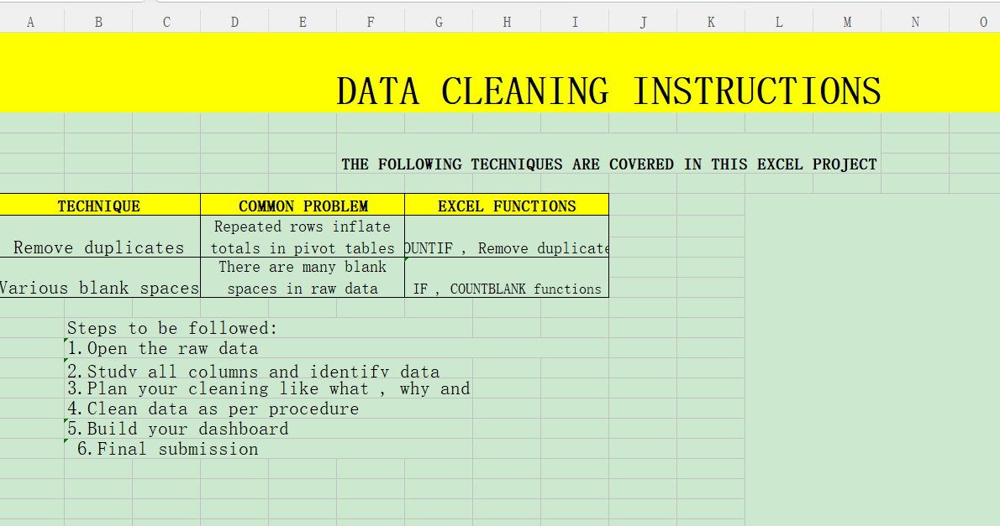 A B C D E F G H I J K L M N O
DATA CLEANING INSTRUCTIONS
THE FOLLOWING TECHNIQUES ARE COVERED IN THIS EXCEL PROJECT
TECHNIQUE COMMON PROBLEM EXCEL FUNCTIONS
Repeated rows inflate
Remove duplicates totals in pivot tables OUNTIF , Remove duplicate
There are many blank
Various blank spaces spaces in raw data IF , COUNTBLANK functions
Steps to be followed:
1.Open the raw data
2.Study all columns and identify data
3.Plan your cleaning like what , why and
4.Clean data as per procedure
5.Build your dashboard
6.Final submission